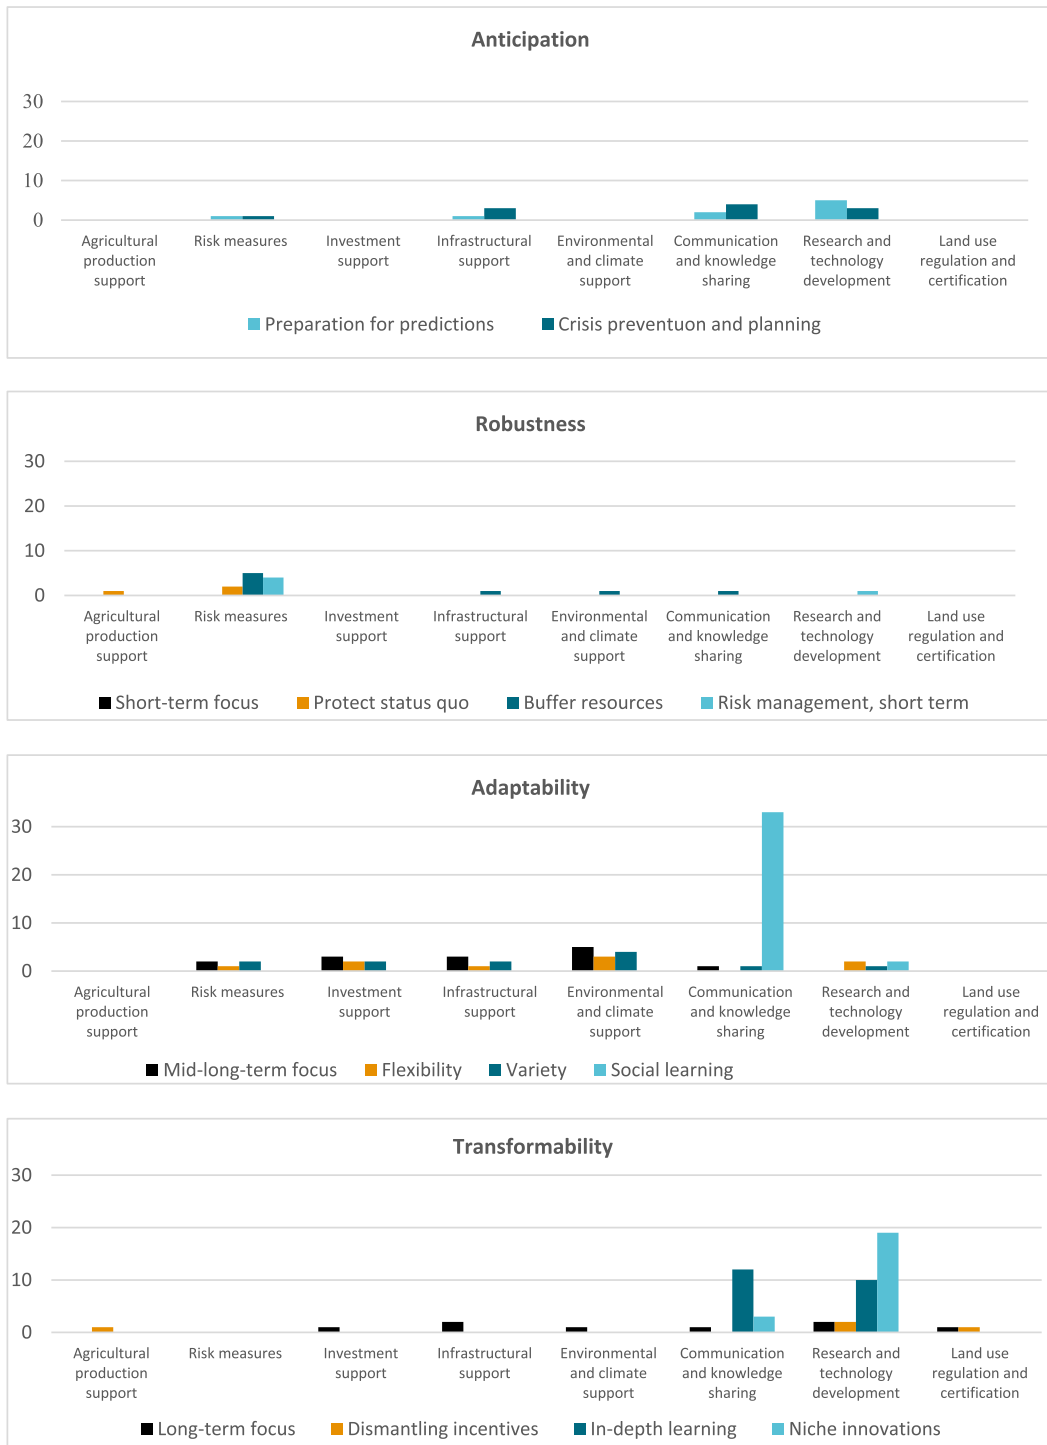 Anticipation
30
20
10
0
Agricultural production support
Risk measures
Investment support
Infrastructural support
Environmental and climate support
Communication and knowledge sharing
Research and technology development
Land use regulation and certification
Preparation for predictions
Crisis preventuon and planning
Robustness
30
20
10
0
Agricultural production support
Risk measures
Investment support
Infrastructural support
Environmental and climate support
Communication and knowledge sharing
Research and technology development
Land use regulation and certification
Short-term focus
Protect status quo
Buffer resources
Risk management, short term
Adaptability
30
20
10
0
Agricultural production support
Risk measures
Investment support
Infrastructural support
Environmental and climate support
Communication and knowledge sharing
Research and technology development
Land use regulation and certification
Mid-long-term focus
Flexibility
Variety
Social learning
Transformability
30
20
10
0
Agricultural production support
Risk measures
Investment support
Infrastructural support
Environmental and climate support
Communication and knowledge sharing
Research and technology development
Land use regulation and certification
Long-term focus
Dismantling incentives
In-depth learning
Niche innovations